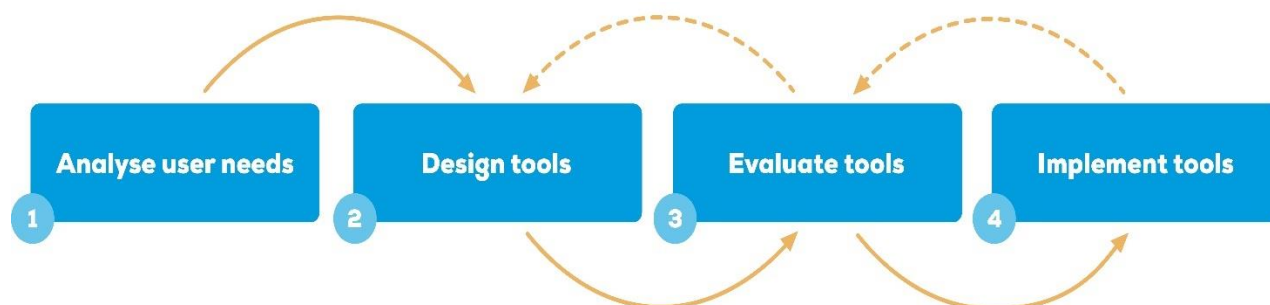 Analyse user needs
1
Design tools
2
Evaluate tools
3
Implement tools
4